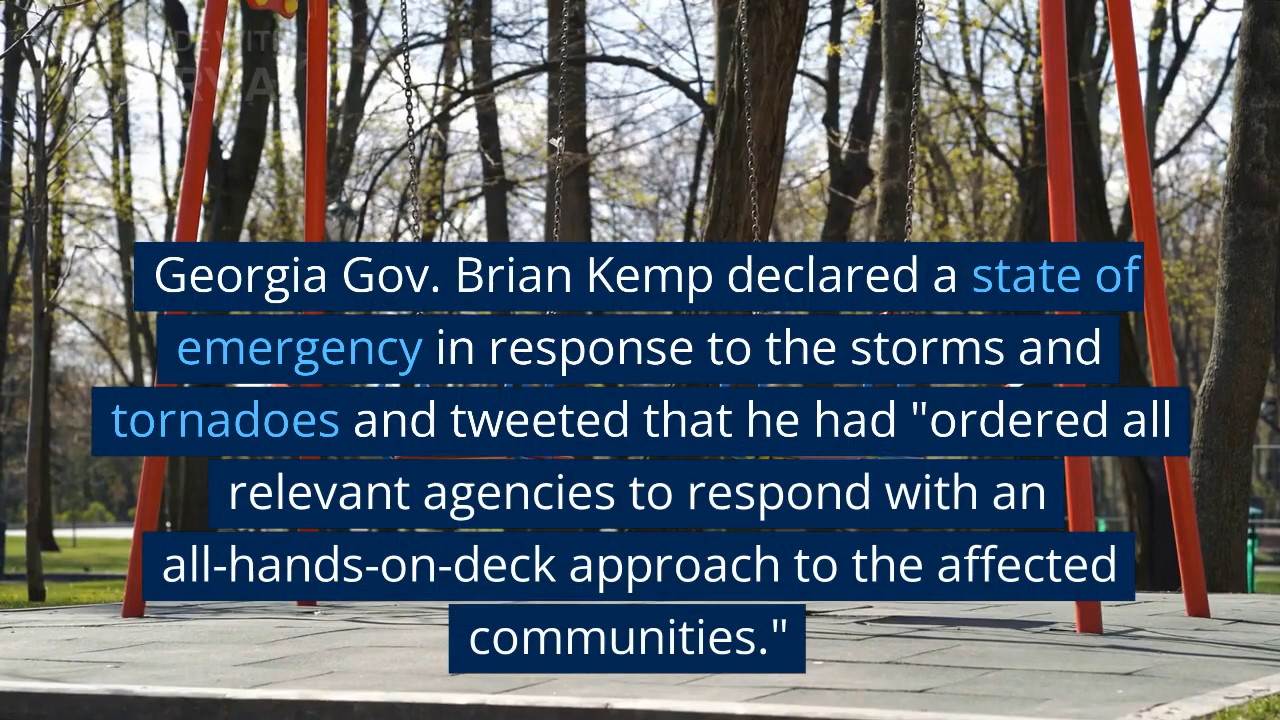 Georgia Gov. Brian Kemp declared a state of
emergency in response to the storms and
tornadoes and tweeted that he had "ordered all
relevant agencies to respond with an
all-hands-on-deck approach to the affected
communities."